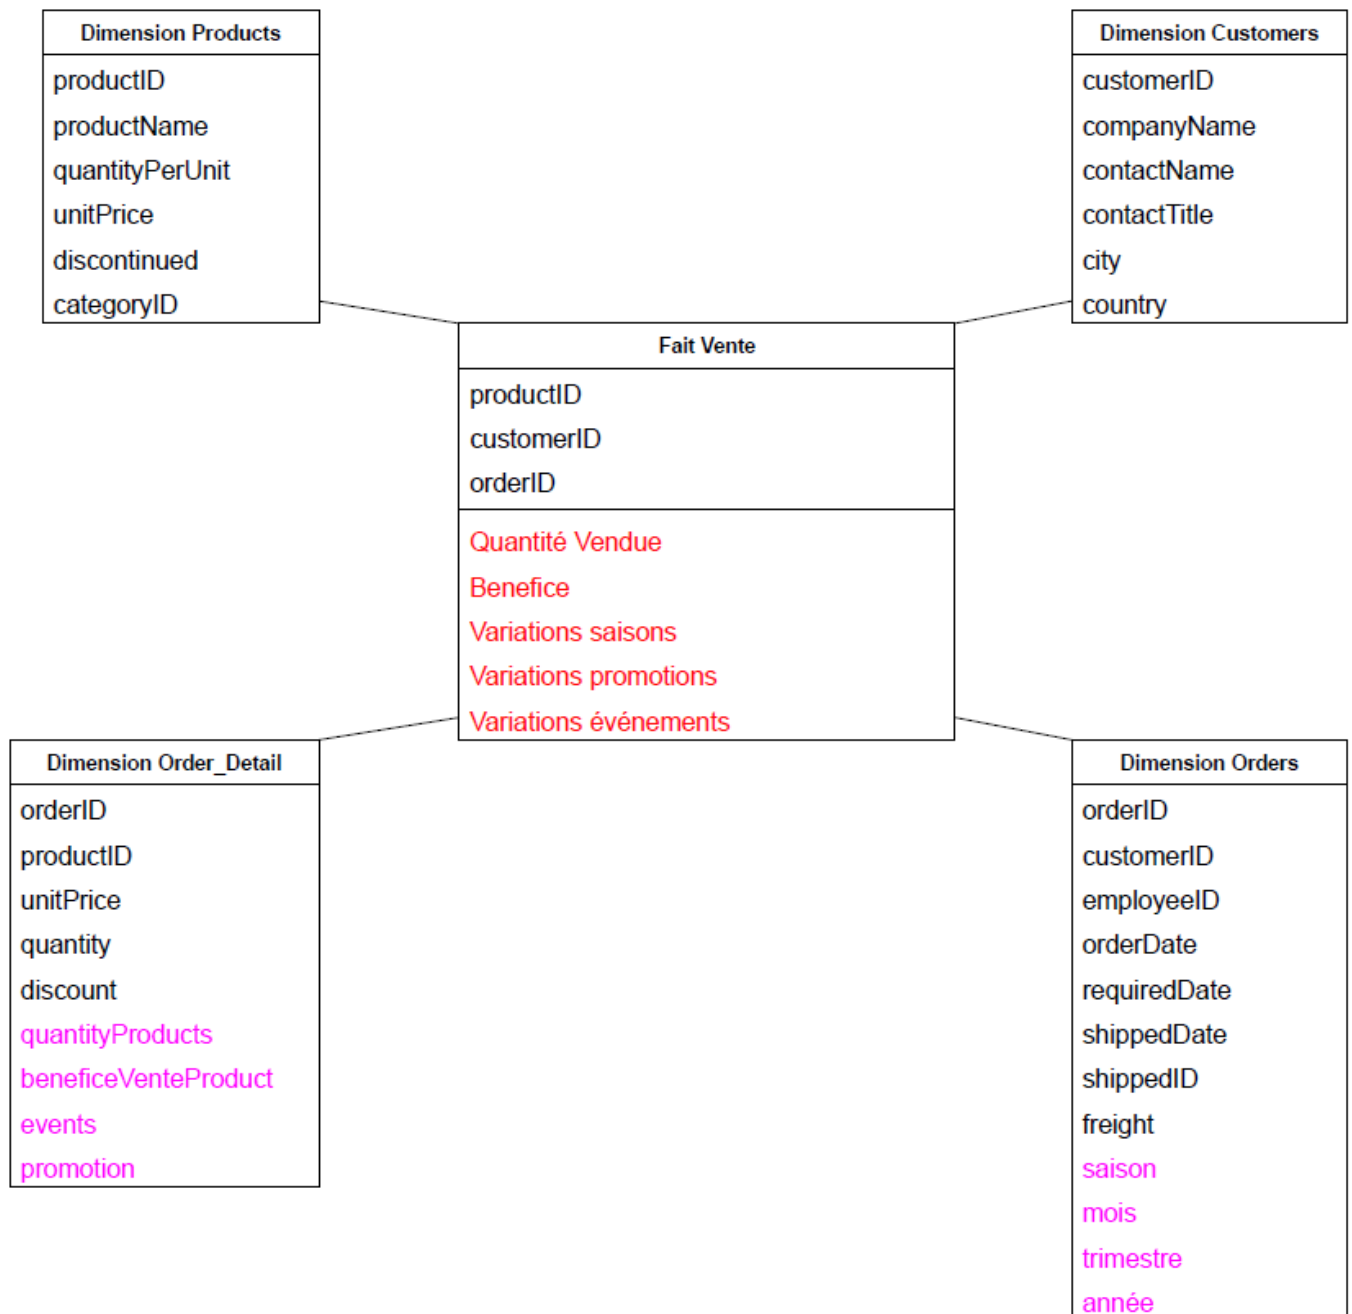 Dimension Products
productID
productName
quantityPerUnit
unitPrice
discontinued
categoryID
Dimension Customers
customerID
companyName
contactName
contactTitle
city
country
Fait Vente
productID
customerID
orderID
Quantité Vendue
Benefice
Variations saisons
Variations promotions
Variations événements
Dimension Order_Detail
orderID
productID
unitPrice
quantity
discount
quantityProducts
beneficeVenteProduct
events
promotion
Dimension Orders
orderID
customerID
employeeID
orderDate
requiredDate
shippedDate
shippedID
freight
saison
mois
trimestre
année